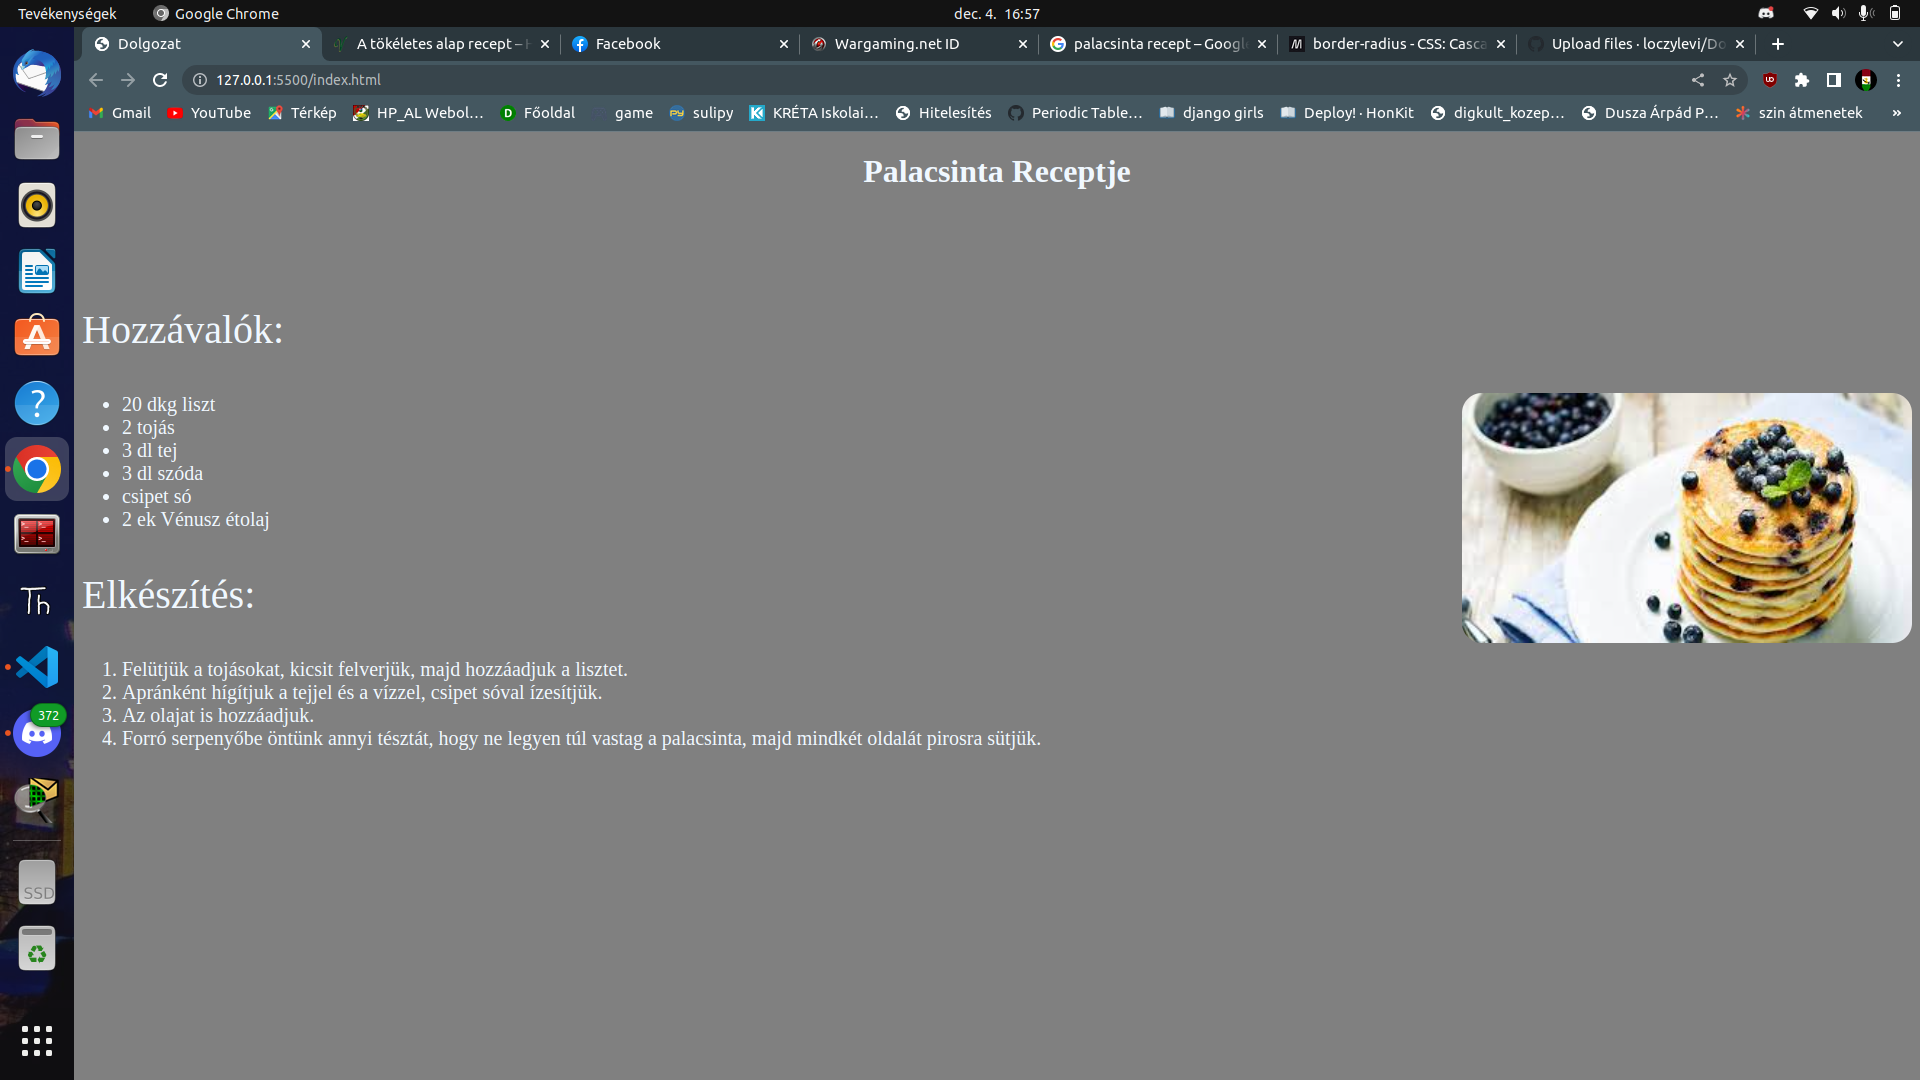 Tevékenységek Google Chrome dec. 4. 16:57
Dolgozat A tökéletes alap recept – Facebook Wargaming.net ID palacsinta recept – Googl border-radius - CSS: Casca Upload files · loczylevi/Do
127.0.0.1:5500/index.html
Gmail YouTube Térkép HP_AL Webol… Főoldal game sulipy KRÉTA Iskolai… Hitelesítés Periodic Table… django girls Deploy! · HonKit digkult_kozep… Dusza Árpád P… szin átmenetek »
Palacsinta Receptje
Hozzávalók:
• 20 dkg liszt
• 2 tojás
• 3 dl tej
• 3 dl szóda
• csipet só
• 2 ek Vénusz étolaj
Elkészítés:
1. Felütjük a tojásokat, kicsit felverjük, majd hozzáadjuk a lisztet.
2. Apránként hígítjuk a tejjel és a vízzel, csipet sóval ízesítjük.
3. Az olajat is hozzáadjuk.
4. Forró serpenyőbe öntünk annyi tésztát, hogy ne legyen túl vastag a palacsinta, majd mindkét oldalát pirosra sütjük.
Th
372
SSD